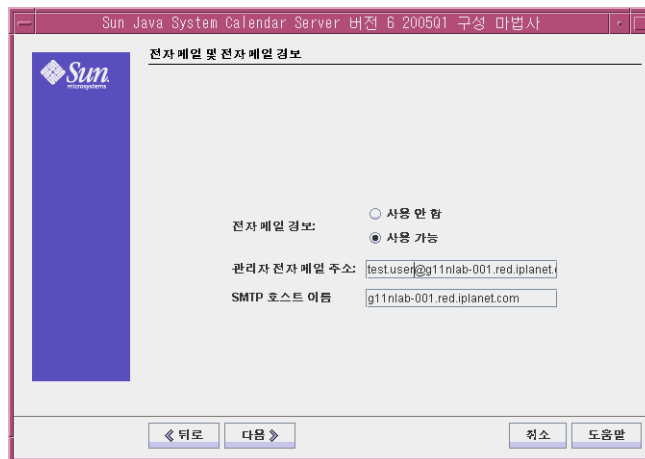 Sun Java System Calendar Server 버전 6 2005Q1 구성 마법사
Sun
microsystems
전자 메일 및 전자 메일 경보
전자 메일 경보:
사용 안 함
사용 가능
관리자 전자 메일 주소:
test.user@g11nlab-001.red.iplanet.
SMTP 호스트 이름
g11nlab-001.red.iplanet.com
뒤로
다음
취소
도움말